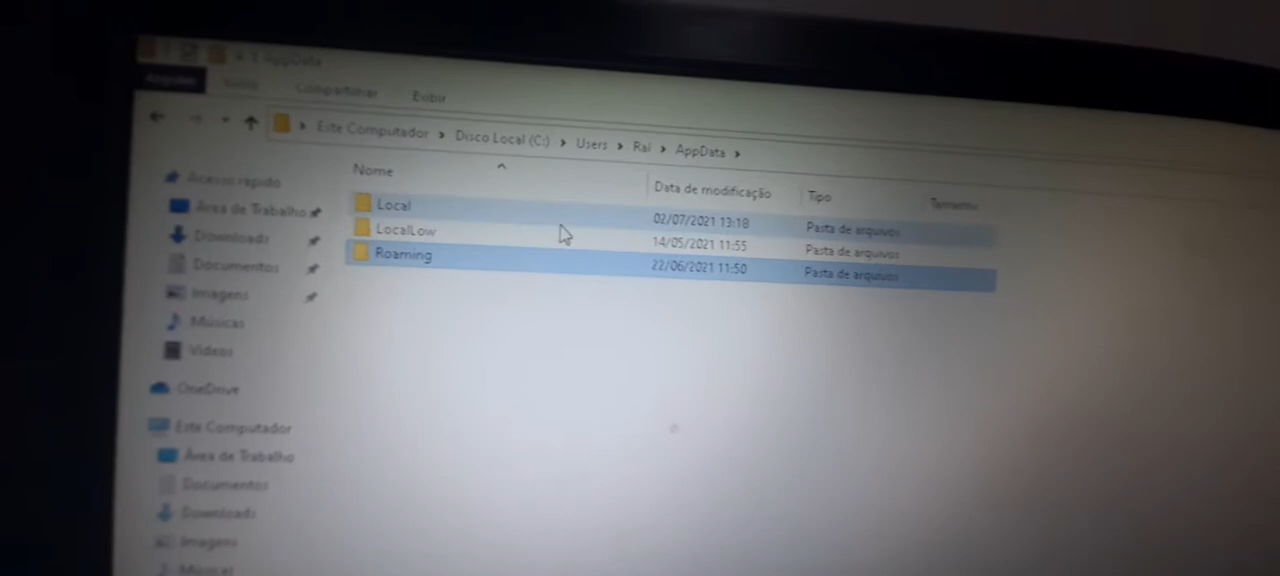 AppData
Arquivo
Início
Compartilhar
Exibir
Este Computador > Disco Local (C:) > Users > Raí > AppData >
Nome
Data de modificação
Tipo
Tamanho
Local
02/07/2021 13:18
Pasta de arquivos
LocalLow
14/05/2021 11:55
Pasta de arquivos
Roaming
22/06/2021 11:50
Pasta de arquivos
Acesso rápido
Área de Trabalho
Downloads
Documentos
Imagens
Músicas
Vídeos
OneDrive
Este Computador
Área de Trabalho
Documentos
Downloads
Imagens
Músicas